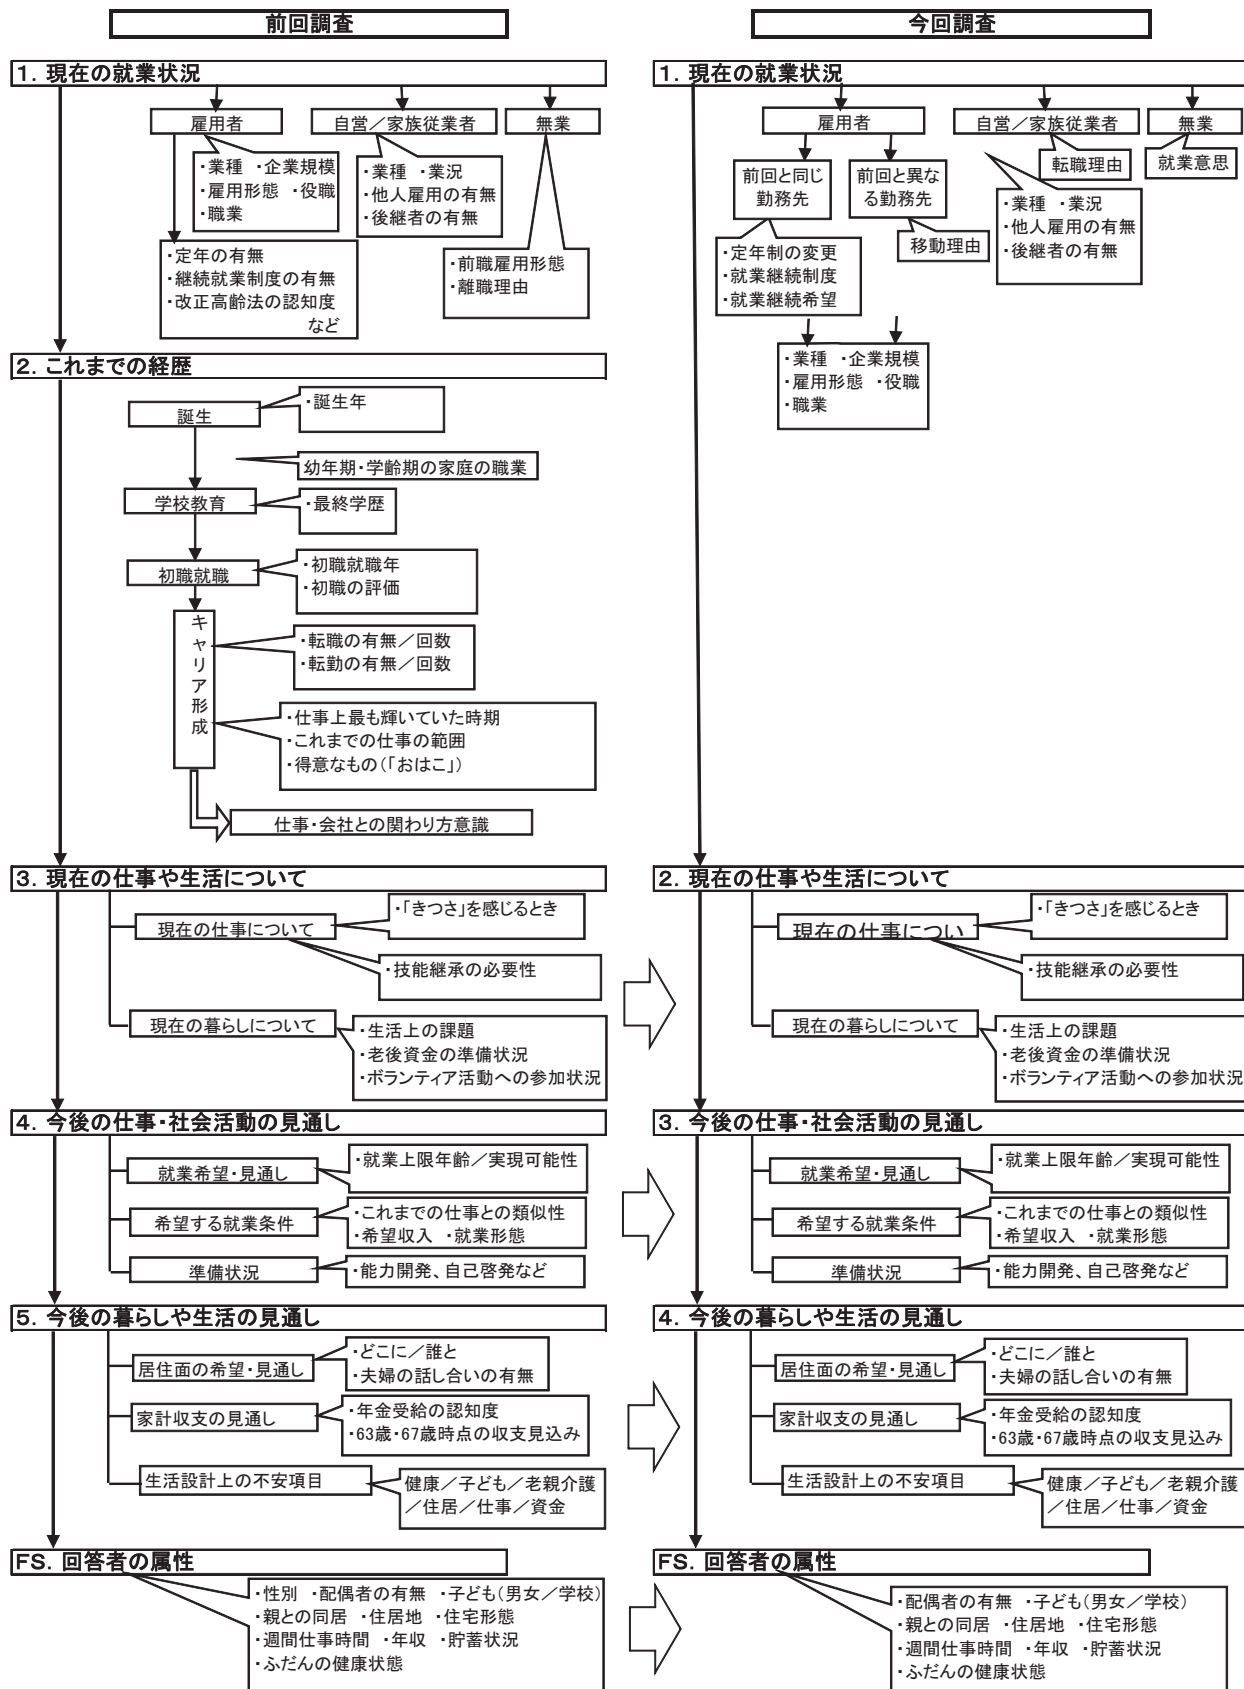 前回調査
1．現在の就業状況
雇用者
自営／家族従業者
無業
・業種　・企業規模
・雇用形態　・役職
・職業
・業種　・業況
・他人雇用の有無
・後継者の有無
・定年の有無
・継続就業制度の有無
・改正高齢法の認知度
など
・前職雇用形態
・離職理由
2．これまでの経歴
誕生
・誕生年
幼年期・学齢期の家庭の職業
学校教育
・最終学歴
初職就職
・初職就職年
・初職の評価
キャリア形成
・転職の有無／回数
・転勤の有無／回数
・仕事上最も輝いていた時期
・これまでの仕事の範囲
・得意なもの（「おはこ」）
仕事・会社との関わり方意識
3．現在の仕事や生活について
現在の仕事について
・「きつさ」を感じるとき
・技能継承の必要性
現在の暮らしについて
・生活上の課題
・老後資金の準備状況
・ボランティア活動への参加状況
4．今後の仕事・社会活動の見通し
就業希望・見通し
・就業上限年齢／実現可能性
希望する就業条件
・これまでの仕事との類似性
・希望収入　・就業形態
準備状況
・能力開発、自己啓発など
5．今後の暮らしや生活の見通し
居住面の希望・見通し
・どこに／誰と
・夫婦の話し合いの有無
家計収支の見通し
・年金受給の認知度
・63歳・67歳時点の収支見込み
生活設計上の不安項目
健康／子ども／老親介護
／住居／仕事／資金
FS．回答者の属性
・性別　・配偶者の有無　・子ども（男女／学校）
・親との同居　・住居地　・住宅形態
・週間仕事時間　・年収　・貯蓄状況
・ふだんの健康状態
今回調査
1．現在の就業状況
雇用者
自営／家族従業者
無業
前回と同じ
勤務先
前回と異な
る勤務先
転職理由
就業意思
・定年制の変更
・就業継続制度
・就業継続希望
移動理由
・業種　・業況
・他人雇用の有無
・後継者の有無
・業種　・企業規模
・雇用形態　・役職
・職業
2．現在の仕事や生活について
現在の仕事につい
・「きつさ」を感じるとき
・技能継承の必要性
現在の暮らしについて
・生活上の課題
・老後資金の準備状況
・ボランティア活動への参加状況
3．今後の仕事・社会活動の見通し
就業希望・見通し
・就業上限年齢／実現可能性
希望する就業条件
・これまでの仕事との類似性
・希望収入　・就業形態
準備状況
・能力開発、自己啓発など
4．今後の暮らしや生活の見通し
居住面の希望・見通し
・どこに／誰と
・夫婦の話し合いの有無
家計収支の見通し
・年金受給の認知度
・63歳・67歳時点の収支見込み
生活設計上の不安項目
健康／子ども／老親介護
／住居／仕事／資金
FS．回答者の属性
・配偶者の有無　・子ども（男女／学校）
・親との同居　・住居地　・住宅形態
・週間仕事時間　・年収　・貯蓄状況
・ふだんの健康状態